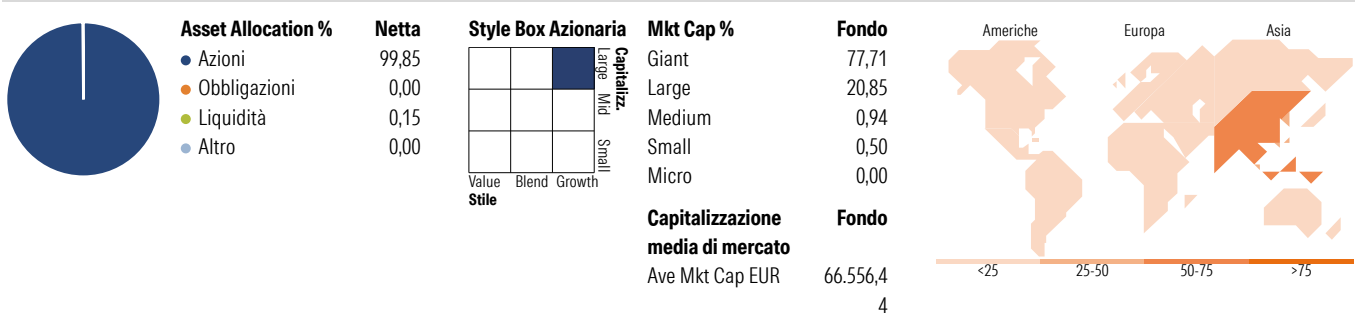 Asset Allocation % Netta
Azioni 99,85
Obbligazioni 0,00
Liquidità 0,15
Altro 0,00
Style Box Azionaria
Capitalizz.
Large Mid Small
Value Blend Growth
Stile
Mkt Cap % Fondo
Giant 77,71
Large 20,85
Medium 0,94
Small 0,50
Micro 0,00
Capitalizzazione Fondo
media di mercato
Ave Mkt Cap EUR 66.556,4
4
Americhe Europa Asia
<25 25-50 50-75 >75